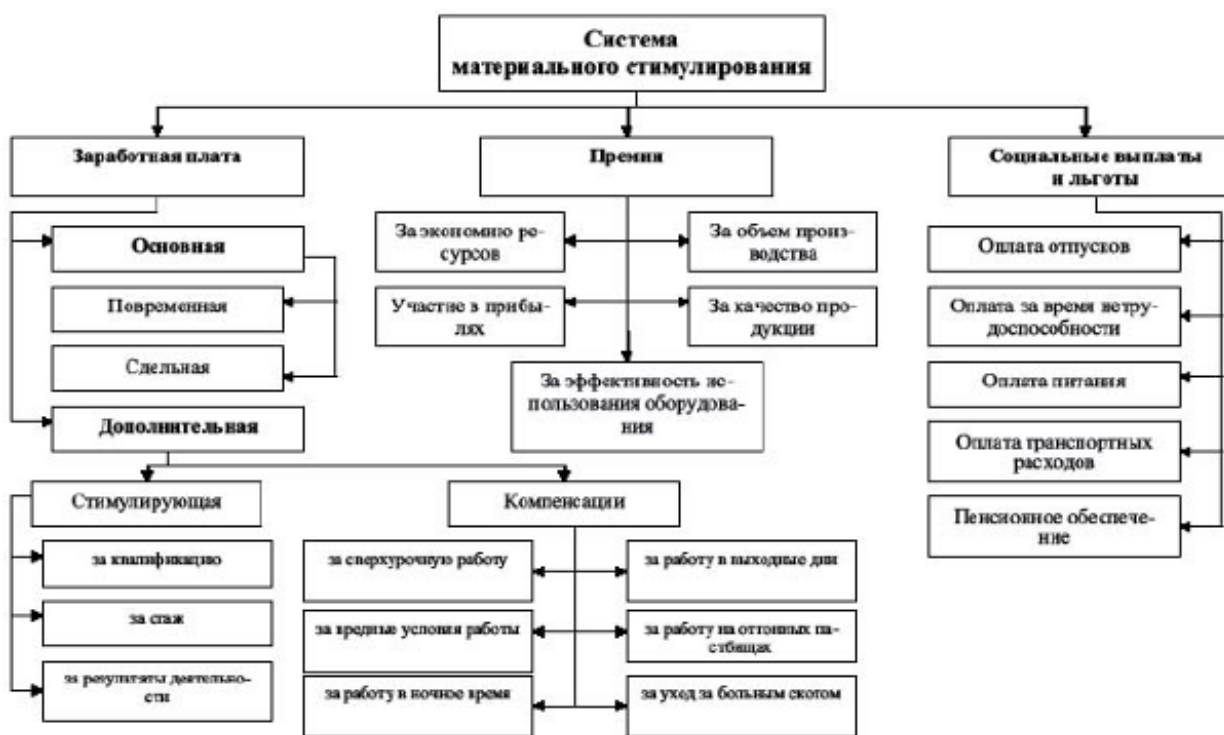 Система
материального стимулирования
Заработная плата
Премии
Социальные выплаты
и льготы
Основная
Повременная
Сдельная
Дополнительная
За экономию ре-
сурсов
За объем произ-
водства
Участие в прибы-
лях
За качество про-
дукции
За эффективность ис-
пользования оборудова-
ния
Оплата отпусков
Оплата за время нетру-
доспособности
Оплата питания
Оплата транспортных
расходов
Пенсионное обеспече-
ние
Стимулирующая
за квалификацию
за стаж
за результаты деятельно-
сти
Компенсации
за сверхурочную работу
за работу в выходные дни
за вредные условия работы
за работу на отгонных па-
стбищах
за работу в ночное время
за уход за больным скотом